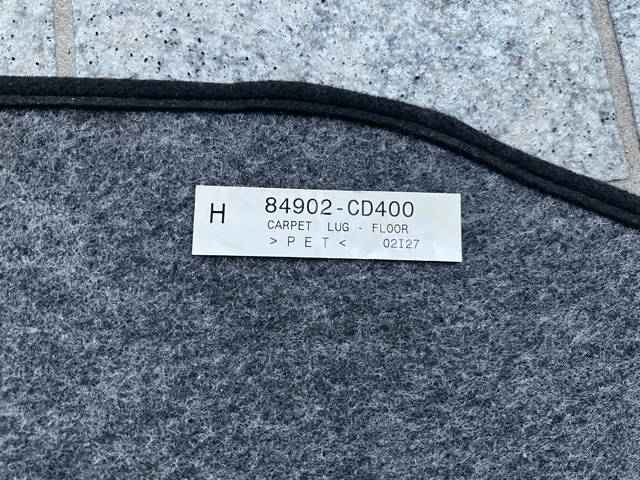 H 84902-CD400
CARPET LUG - FLOOR
>PET< 02I27